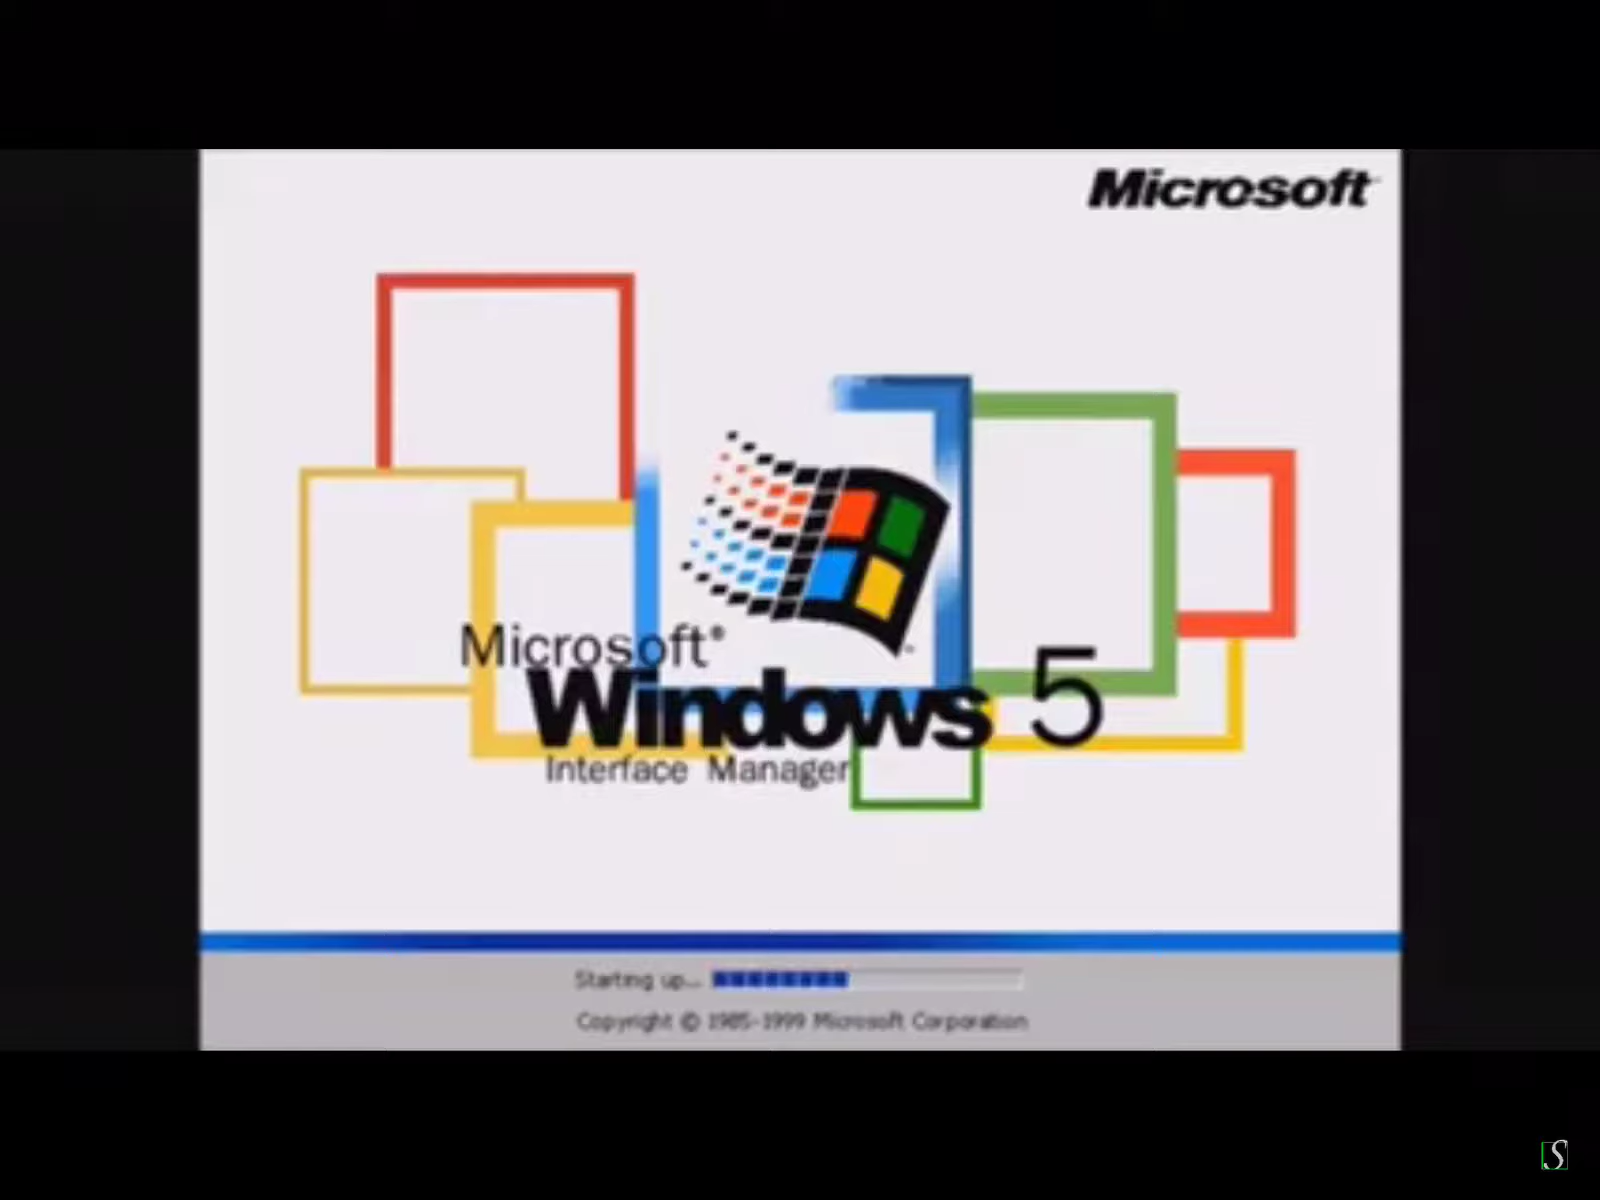 Microsoft
Microsoft®
Windows 5
Interface Manager
Starting up...
Copyright © 1985-1999 Microsoft Corporation
S